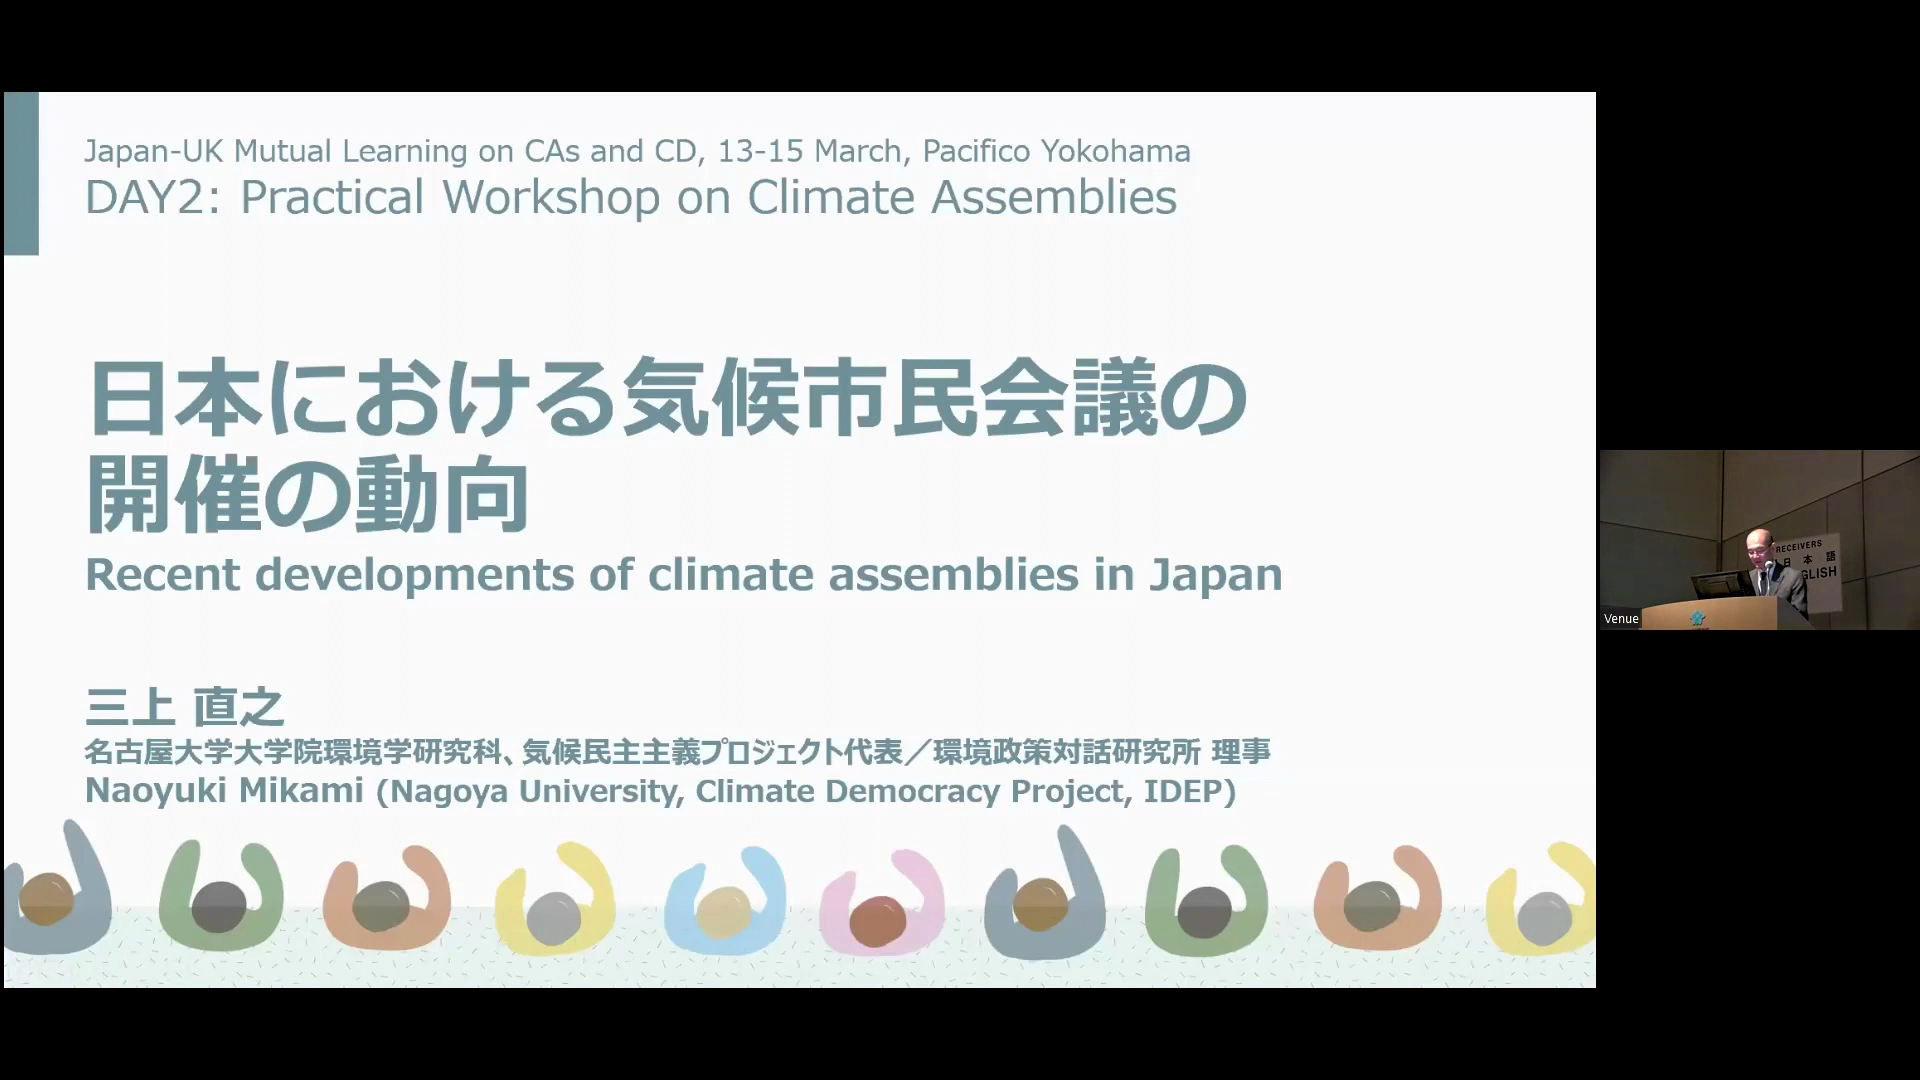 Japan-UK Mutual Learning on CAs and CD, 13-15 March, Pacifico Yokohama
DAY2: Practical Workshop on Climate Assemblies
日本における気候市民会議の
開催の動向
Recent developments of climate assemblies in Japan
三上 直之
名古屋大学大学院環境学研究科、気候民主主義プロジェクト代表／環境政策対話研究所 理事
Naoyuki Mikami (Nagoya University, Climate Democracy Project, IDEP)
RECEIVERS
日本語
GLISH
Venue